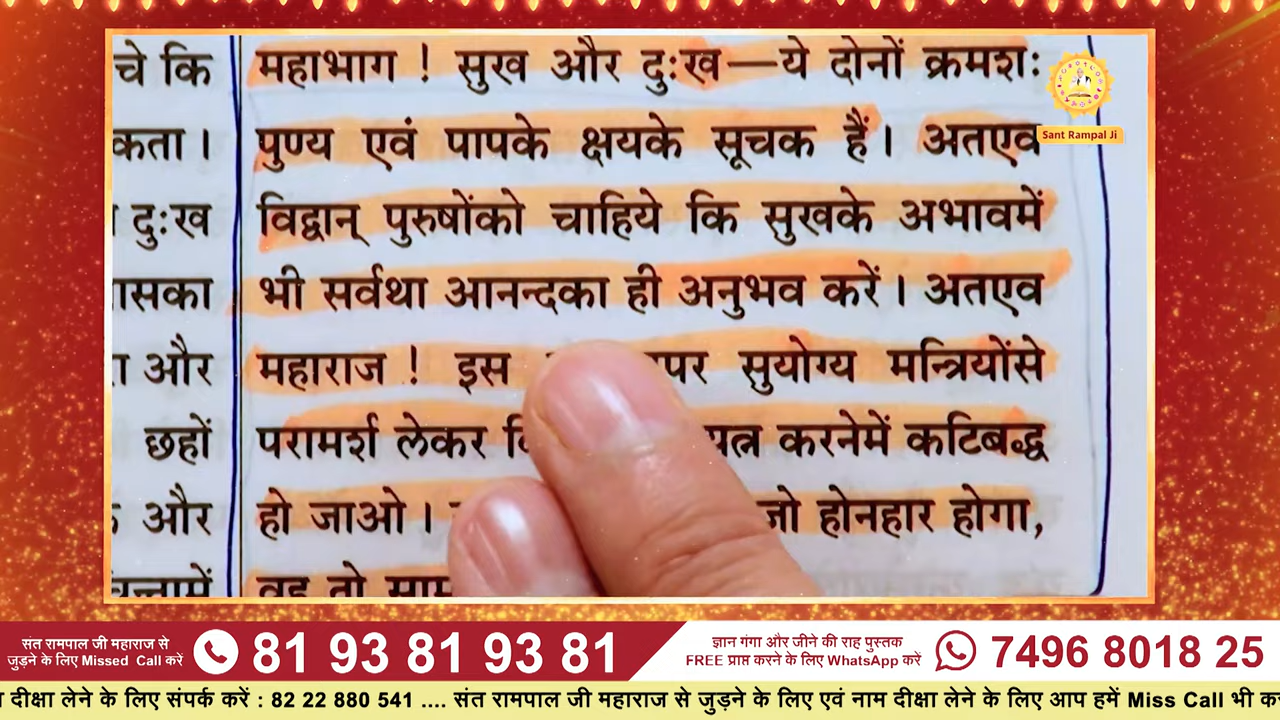 चे कि
कता।
दुःख
सका
और
छहों
और
महाभाग ! सुख और दुःख—ये दोनों क्रमशः
पुण्य एवं पापके क्षयके सूचक हैं। अतएव
विद्वान् पुरुषोंको चाहिये कि सुखके अभावमें
भी सर्वथा आनन्दका ही अनुभव करें। अतएव
महाराज ! इस पर सुयोग्य मन्त्रियोंसे
परामर्श लेकर करनेमें कटिबद्ध
हो जाओ। जो होनहार होगा,
वह तो
Sant Rampal Ji
संत रामपाल जी महाराज से
जुड़ने के लिए Missed Call करें
81 93 81 93 81
ज्ञान गंगा और जीने की राह पुस्तक
FREE प्राप्त करने के लिए WhatsApp करें
7496 8018 25
दीक्षा लेने के लिए संपर्क करें : 82 22 880 541 .... संत रामपाल जी महाराज से जुड़ने के लिए एवं नाम दीक्षा लेने के लिए आप हमें Miss Call भी